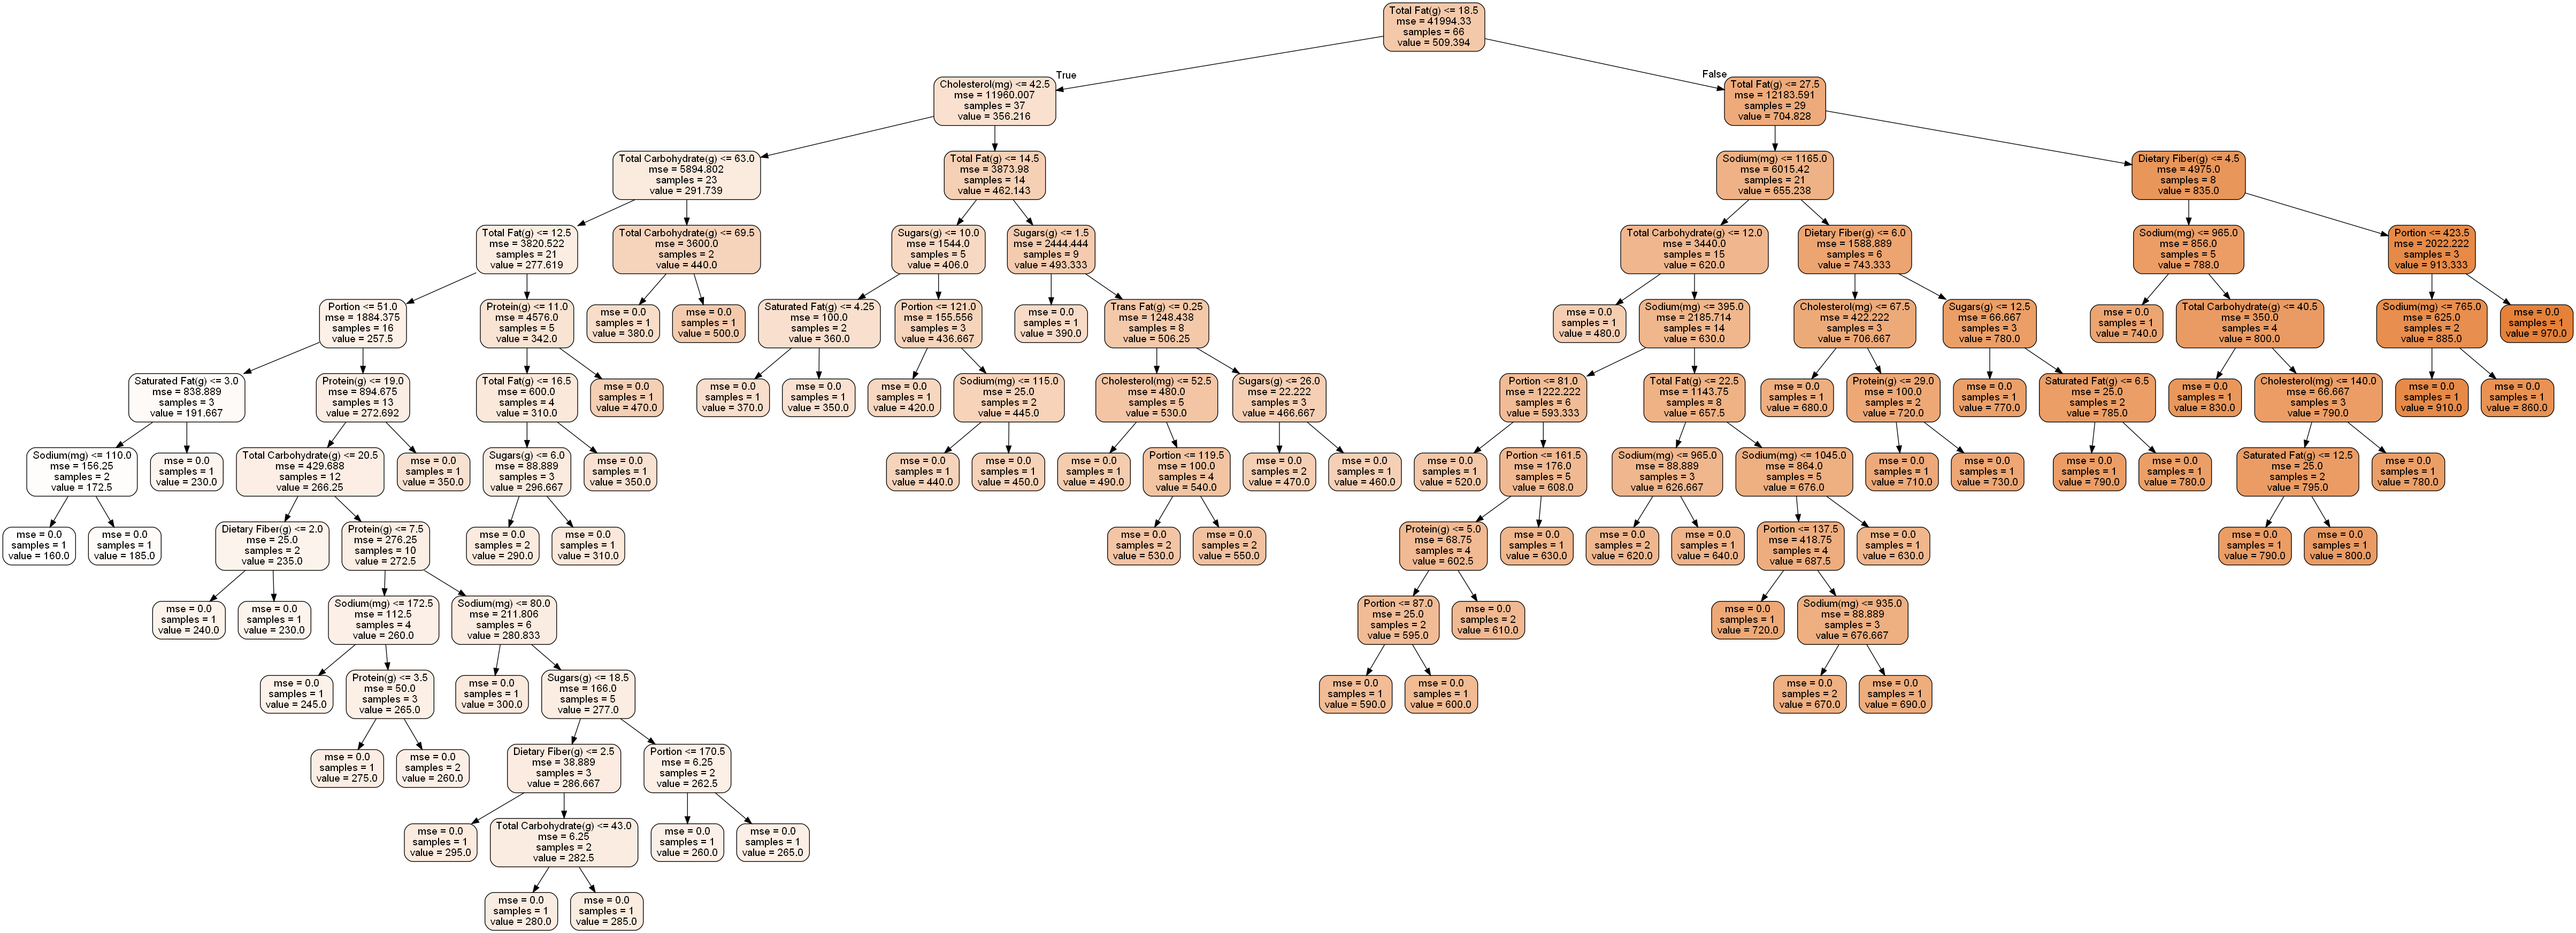 Total Fat(g) <= 18.5
mse = 41994.33
samples = 66
value = 509.394
True
False
Cholesterol(mg) <= 42.5
mse = 11960.007
samples = 37
value = 356.216
Total Fat(g) <= 27.5
mse = 12183.591
samples = 29
value = 704.828
Total Carbohydrate(g) <= 63.0
mse = 5894.802
samples = 23
value = 291.739
Total Fat(g) <= 14.5
mse = 3873.98
samples = 14
value = 462.143
Sodium(mg) <= 1165.0
mse = 6015.42
samples = 21
value = 655.238
Dietary Fiber(g) <= 4.5
mse = 4975.0
samples = 8
value = 835.0
Total Fat(g) <= 12.5
mse = 3820.522
samples = 21
value = 277.619
Total Carbohydrate(g) <= 69.5
mse = 3600.0
samples = 2
value = 440.0
Sugars(g) <= 10.0
mse = 1544.0
samples = 5
value = 406.0
Sugars(g) <= 1.5
mse = 2444.444
samples = 9
value = 493.333
Total Carbohydrate(g) <= 12.0
mse = 3440.0
samples = 15
value = 620.0
Dietary Fiber(g) <= 6.0
mse = 1588.889
samples = 6
value = 743.333
Sodium(mg) <= 965.0
mse = 856.0
samples = 5
value = 788.0
Portion <= 423.5
mse = 2022.222
samples = 3
value = 913.333
Portion <= 51.0
mse = 1884.375
samples = 16
value = 257.5
Protein(g) <= 11.0
mse = 4576.0
samples = 5
value = 342.0
mse = 0.0
samples = 1
value = 380.0
mse = 0.0
samples = 1
value = 500.0
Saturated Fat(g) <= 4.25
mse = 100.0
samples = 2
value = 360.0
Portion <= 121.0
mse = 155.556
samples = 3
value = 436.667
mse = 0.0
samples = 1
value = 390.0
Trans Fat(g) <= 0.25
mse = 1248.438
samples = 8
value = 506.25
mse = 0.0
samples = 1
value = 480.0
Sodium(mg) <= 395.0
mse = 2185.714
samples = 14
value = 630.0
Cholesterol(mg) <= 67.5
mse = 422.222
samples = 3
value = 706.667
Sugars(g) <= 12.5
mse = 66.667
samples = 3
value = 780.0
mse = 0.0
samples = 1
value = 740.0
Total Carbohydrate(g) <= 40.5
mse = 350.0
samples = 4
value = 800.0
Sodium(mg) <= 765.0
mse = 625.0
samples = 2
value = 885.0
mse = 0.0
samples = 1
value = 970.0
Saturated Fat(g) <= 3.0
mse = 838.889
samples = 3
value = 191.667
Protein(g) <= 19.0
mse = 894.675
samples = 13
value = 272.692
Total Fat(g) <= 16.5
mse = 600.0
samples = 4
value = 310.0
mse = 0.0
samples = 1
value = 470.0
mse = 0.0
samples = 1
value = 370.0
mse = 0.0
samples = 1
value = 350.0
mse = 0.0
samples = 1
value = 420.0
Sodium(mg) <= 115.0
mse = 25.0
samples = 2
value = 445.0
Cholesterol(mg) <= 52.5
mse = 480.0
samples = 5
value = 530.0
Sugars(g) <= 26.0
mse = 22.222
samples = 3
value = 466.667
Portion <= 81.0
mse = 1222.222
samples = 6
value = 593.333
Total Fat(g) <= 22.5
mse = 1143.75
samples = 8
value = 657.5
mse = 0.0
samples = 1
value = 680.0
Protein(g) <= 29.0
mse = 100.0
samples = 2
value = 720.0
mse = 0.0
samples = 1
value = 770.0
Saturated Fat(g) <= 6.5
mse = 25.0
samples = 2
value = 785.0
mse = 0.0
samples = 1
value = 830.0
Cholesterol(mg) <= 140.0
mse = 66.667
samples = 3
value = 790.0
mse = 0.0
samples = 1
value = 910.0
mse = 0.0
samples = 1
value = 860.0
Sodium(mg) <= 110.0
mse = 156.25
samples = 2
value = 172.5
mse = 0.0
samples = 1
value = 230.0
Total Carbohydrate(g) <= 20.5
mse = 429.688
samples = 12
value = 266.25
mse = 0.0
samples = 1
value = 350.0
Sugars(g) <= 6.0
mse = 88.889
samples = 3
value = 296.667
mse = 0.0
samples = 1
value = 350.0
mse = 0.0
samples = 1
value = 440.0
mse = 0.0
samples = 1
value = 450.0
mse = 0.0
samples = 1
value = 490.0
Portion <= 119.5
mse = 100.0
samples = 4
value = 540.0
mse = 0.0
samples = 2
value = 470.0
mse = 0.0
samples = 1
value = 460.0
mse = 0.0
samples = 1
value = 520.0
Portion <= 161.5
mse = 176.0
samples = 5
value = 608.0
Sodium(mg) <= 965.0
mse = 88.889
samples = 3
value = 626.667
Sodium(mg) <= 1045.0
mse = 864.0
samples = 5
value = 676.0
mse = 0.0
samples = 1
value = 710.0
mse = 0.0
samples = 1
value = 730.0
mse = 0.0
samples = 1
value = 790.0
mse = 0.0
samples = 1
value = 780.0
Saturated Fat(g) <= 12.5
mse = 25.0
samples = 2
value = 795.0
mse = 0.0
samples = 1
value = 780.0
mse = 0.0
samples = 1
value = 160.0
mse = 0.0
samples = 1
value = 185.0
Dietary Fiber(g) <= 2.0
mse = 25.0
samples = 2
value = 235.0
Protein(g) <= 7.5
mse = 276.25
samples = 10
value = 272.5
mse = 0.0
samples = 2
value = 290.0
mse = 0.0
samples = 1
value = 310.0
mse = 0.0
samples = 2
value = 530.0
mse = 0.0
samples = 2
value = 550.0
Protein(g) <= 5.0
mse = 68.75
samples = 4
value = 602.5
mse = 0.0
samples = 1
value = 630.0
mse = 0.0
samples = 2
value = 620.0
mse = 0.0
samples = 1
value = 640.0
Portion <= 137.5
mse = 418.75
samples = 4
value = 687.5
mse = 0.0
samples = 1
value = 630.0
mse = 0.0
samples = 1
value = 790.0
mse = 0.0
samples = 1
value = 800.0
mse = 0.0
samples = 1
value = 240.0
mse = 0.0
samples = 1
value = 230.0
Sodium(mg) <= 172.5
mse = 112.5
samples = 4
value = 260.0
Sodium(mg) <= 80.0
mse = 211.806
samples = 6
value = 280.833
Portion <= 87.0
mse = 25.0
samples = 2
value = 595.0
mse = 0.0
samples = 2
value = 610.0
mse = 0.0
samples = 1
value = 720.0
Sodium(mg) <= 935.0
mse = 88.889
samples = 3
value = 676.667
mse = 0.0
samples = 1
value = 245.0
Protein(g) <= 3.5
mse = 50.0
samples = 3
value = 265.0
mse = 0.0
samples = 1
value = 300.0
Sugars(g) <= 18.5
mse = 166.0
samples = 5
value = 277.0
mse = 0.0
samples = 1
value = 590.0
mse = 0.0
samples = 1
value = 600.0
mse = 0.0
samples = 2
value = 670.0
mse = 0.0
samples = 1
value = 690.0
mse = 0.0
samples = 1
value = 275.0
mse = 0.0
samples = 2
value = 260.0
Dietary Fiber(g) <= 2.5
mse = 38.889
samples = 3
value = 286.667
Portion <= 170.5
mse = 6.25
samples = 2
value = 262.5
mse = 0.0
samples = 1
value = 295.0
Total Carbohydrate(g) <= 43.0
mse = 6.25
samples = 2
value = 282.5
mse = 0.0
samples = 1
value = 260.0
mse = 0.0
samples = 1
value = 265.0
mse = 0.0
samples = 1
value = 280.0
mse = 0.0
samples = 1
value = 285.0